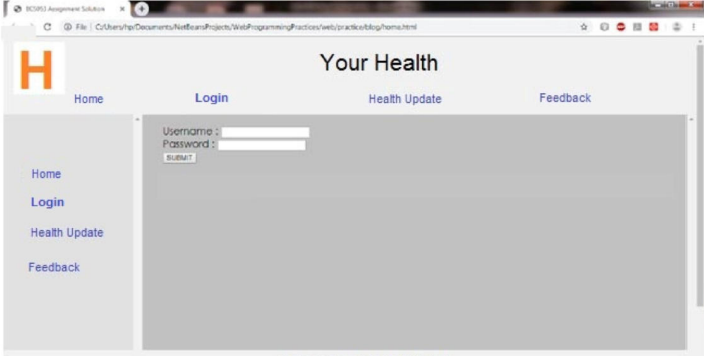 Assignment Solution
File C:/Users/hp/Documents/NetBeansProjects/WebProgrammingPractices/web/practice/blog/home.html
H
Your Health
Home Login Health Update Feedback
Username :
Password :
SUBMIT
Home
Login
Health Update
Feedback